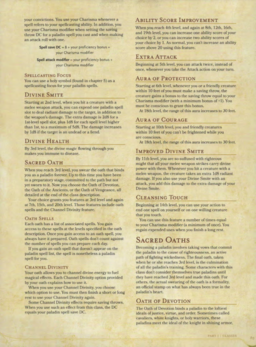 your conversions. You use your Charisma whenever a
spell refers to your spellcasting ability. In addition, you
use your Charisma modifier when setting the saving
throw DC for a paladin spell you cast and when making
an attack roll with one.
Spell save DC = 8 + your proficiency bonus +
your Charisma modifier
Spell attack modifier = your proficiency bonus +
your Charisma modifier
Spellcasting Focus
You can use a holy symbol (found in chapter 5) as a
spellcasting focus for your paladin spells.
Divine Smite
Starting at 2nd level, when you hit a creature with a
melee weapon attack, you can expend one paladin spell
slot to deal radiant damage to the target, in addition to
the weapon's damage. The extra damage is 2d8 for a
1st-level spell slot, plus 1d8 for each spell level higher
than 1st, to a maximum of 5d8. The damage increases
by 1d8 if the target is an undead or a fiend.
Divine Health
By 3rd level, the divine magic flowing through you
makes you immune to disease.
Sacred Oath
When you reach 3rd level, you swear the oath that binds
you as a paladin forever. Up to this time you have been
in a preparatory stage, committed to the path but not
yet sworn to it. Now you choose the Oath of Devotion,
the Oath of the Ancients, or the Oath of Vengeance, all
detailed at the end of the class description.
Your choice grants you features at 3rd level and again
at 7th, 15th, and 20th level. Those features include oath
spells and the Channel Divinity feature.
Oath Spells
Each oath has a list of associated spells. You gain
access to these spells at the levels specified in the oath
description. Once you gain access to an oath spell, you
always have it prepared. Oath spells don't count against
the number of spells you can prepare each day.
If you gain an oath spell that doesn't appear on the
paladin spell list, the spell is nonetheless a paladin
spell for you.
Channel Divinity
Your oath allows you to channel divine energy to fuel
magical effects. Each Channel Divinity option provided
by your oath explains how to use it.
When you use your Channel Divinity, you choose
which option to use. You must then finish a short or long
rest to use your Channel Divinity again.
Some Channel Divinity effects require saving throws.
When you use such an effect from this class, the DC
equals your paladin spell save DC.
Ability Score Improvement
When you reach 4th level, and again at 8th, 12th, 16th,
and 19th level, you can increase one ability score of your
choice by 2, or you can increase two ability scores of
your choice by 1. As normal, you can't increase an ability
score above 20 using this feature.
Extra Attack
Beginning at 5th level, you can attack twice, instead of
once, whenever you take the Attack action on your turn.
Aura of Protection
Starting at 6th level, whenever you or a friendly creature
within 10 feet of you must make a saving throw, the
creature gains a bonus to the saving throw equal to your
Charisma modifier (with a minimum bonus of +1). You
must be conscious to grant this bonus.
At 18th level, the range of this aura increases to 30 feet.
Aura of Courage
Starting at 10th level, you and friendly creatures
within 10 feet of you can't be frightened while you
are conscious.
At 18th level, the range of this aura increases to 30 feet.
Improved Divine Smite
By 11th level, you are so suffused with righteous
might that all your melee weapon strikes carry divine
power with them. Whenever you hit a creature with a
melee weapon, the creature takes an extra 1d8 radiant
damage. If you also use your Divine Smite with an
attack, you add this damage to the extra damage of your
Divine Smite.
Cleansing Touch
Beginning at 14th level, you can use your action to
end one spell on yourself or on one willing creature
that you touch.
You can use this feature a number of times equal
to your Charisma modifier (a minimum of once). You
regain expended uses when you finish a long rest.
Sacred Oaths
Becoming a paladin involves taking vows that commit
the paladin to the cause of righteousness, an active
path of fighting wickedness. The final oath, taken
when he or she reaches 3rd level, is the culmination
of all the paladin's training. Some characters with this
class don't consider themselves true paladins until
they have reached 3rd level and made this oath. For
others, the actual swearing of the oath is a formality,
an official stamp on what has always been true in the
paladin's heart.
Oath of Devotion
The Oath of Devotion binds a paladin to the loftiest
ideals of justice, virtue, and order. Sometimes called
cavaliers, white knights, or holy warriors, these
paladins meet the ideal of the knight in shining armor,